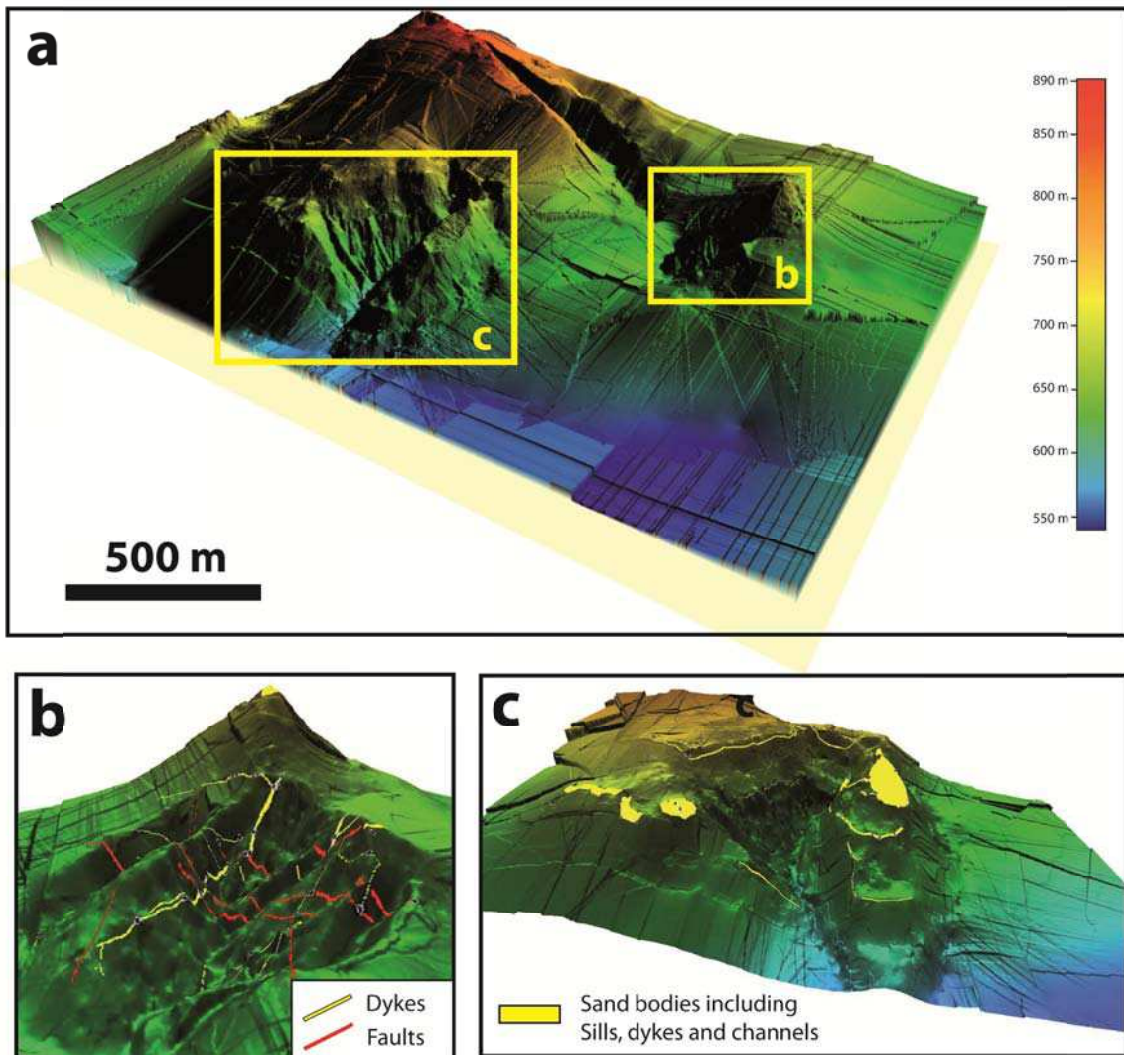 a
890 m
850 m
800 m
750 m
700 m
650 m
600 m
550 m
b
c
500 m
b
Dykes
Faults
c
c
Sand bodies including
Sills, dykes and channels